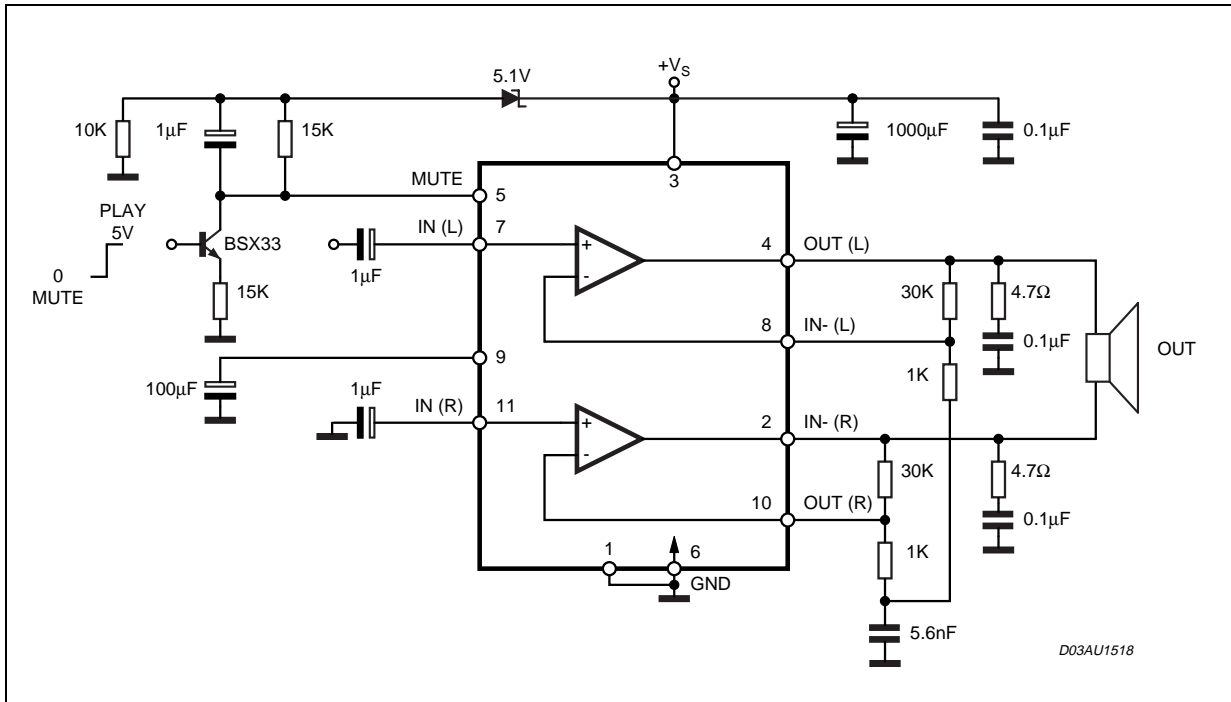 +VS
5.1V
10K
1μF
15K
1000μF
0.1μF
3
MUTE
5
PLAY
5V
BSX33
0
MUTE
15K
IN (L)
7
1μF
+
-
4
OUT (L)
30K
4.7Ω
8
IN- (L)
0.1μF
1K
OUT
9
100μF
1μF
IN (R)
11
+
-
2
IN- (R)
30K
4.7Ω
10
OUT (R)
0.1μF
1K
1
6
GND
5.6nF
D03AU1518